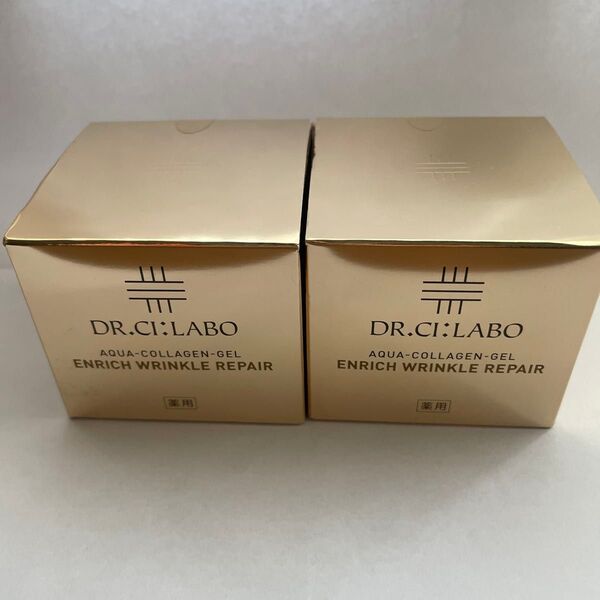 DR.CI:LABO
AQUA-COLLAGEN-GEL
ENRICH WRINKLE REPAIR
薬用
DR.CI:LABO
AQUA-COLLAGEN-GEL
ENRICH WRINKLE REPAIR
薬用